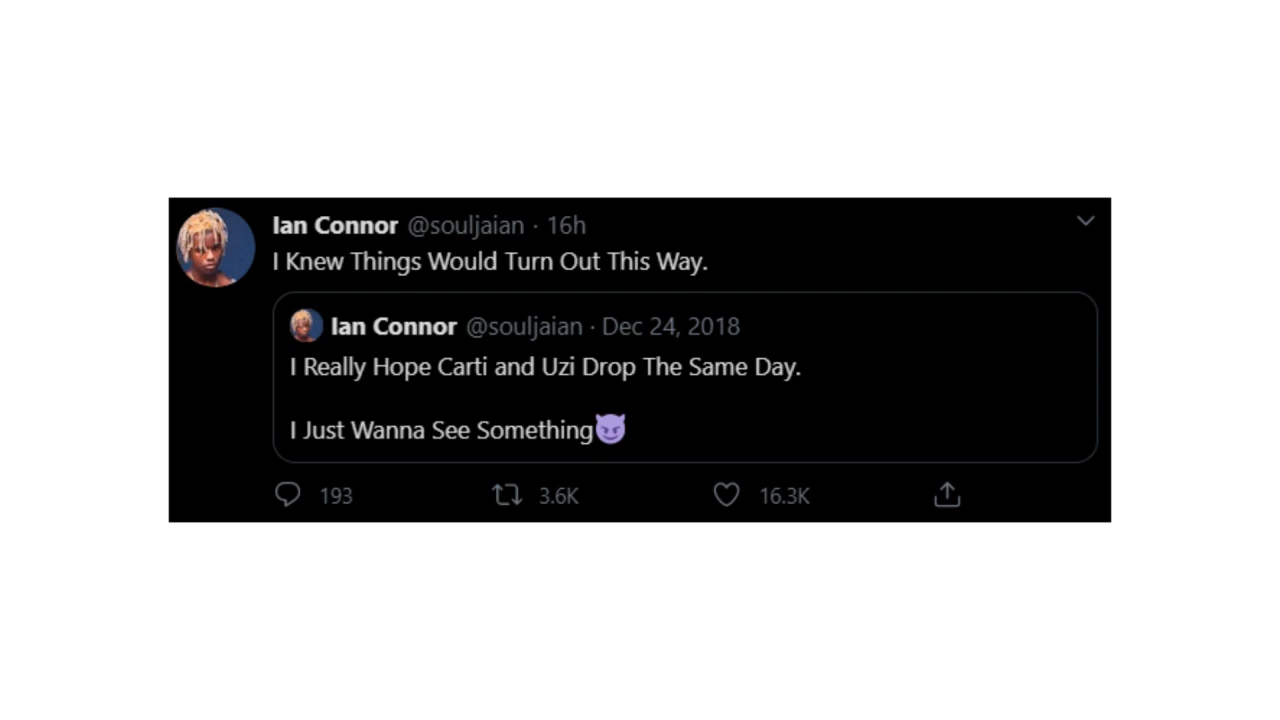 Ian Connor @souljaian · 16h
I Knew Things Would Turn Out This Way.
Ian Connor @souljaian · Dec 24, 2018
I Really Hope Carti and Uzi Drop The Same Day.
I Just Wanna See Something😈
193 3.6K 16.3K